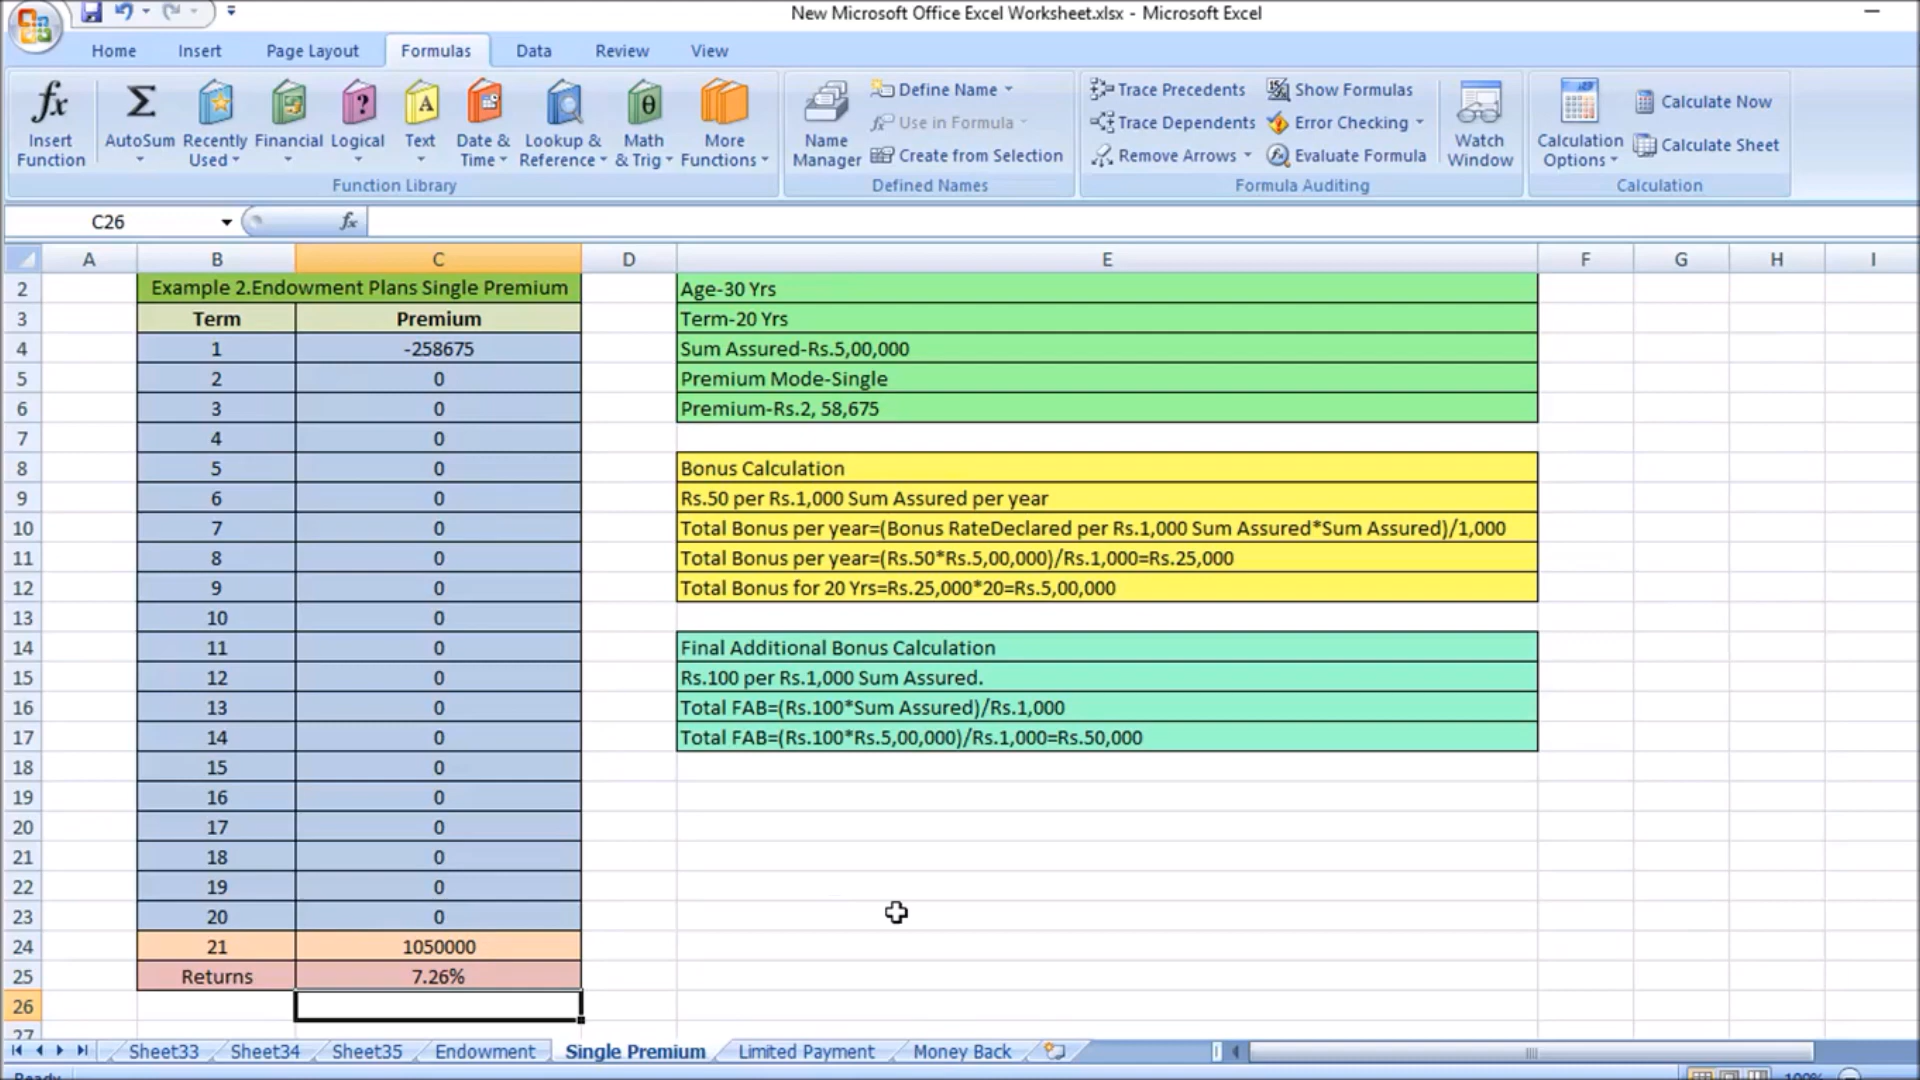 New Microsoft Office Excel Worksheet.xlsx - Microsoft Excel
Home Insert Page Layout Formulas Data Review View
Insert Function
AutoSum
Recently Used
Financial
Logical
Text
Date & Time
Lookup & Reference
Math & Trig
More Functions
Function Library
Name Manager
Define Name
Use in Formula
Create from Selection
Defined Names
Trace Precedents
Trace Dependents
Remove Arrows
Show Formulas
Error Checking
Evaluate Formula
Watch Window
Formula Auditing
Calculation Options
Calculate Now
Calculate Sheet
Calculation
C26 fx
A B C D E F G H I
2 Example 2.Endowment Plans Single Premium Age-30 Yrs
3 Term Premium Term-20 Yrs
4 1 -258675 Sum Assured-Rs.5,00,000
5 2 0 Premium Mode-Single
6 3 0 Premium-Rs.2, 58,675
7 4 0
8 5 0 Bonus Calculation
9 6 0 Rs.50 per Rs.1,000 Sum Assured per year
10 7 0 Total Bonus per year=(Bonus RateDeclared per Rs.1,000 Sum Assured*Sum Assured)/1,000
11 8 0 Total Bonus per year=(Rs.50*Rs.5,00,000)/Rs.1,000=Rs.25,000
12 9 0 Total Bonus for 20 Yrs=Rs.25,000*20=Rs.5,00,000
13 10 0
14 11 0 Final Additional Bonus Calculation
15 12 0 Rs.100 per Rs.1,000 Sum Assured.
16 13 0 Total FAB=(Rs.100*Sum Assured)/Rs.1,000
17 14 0 Total FAB=(Rs.100*Rs.5,00,000)/Rs.1,000=Rs.50,000
18 15 0
19 16 0
20 17 0
21 18 0
22 19 0
23 20 0
24 21 1050000
25 Returns 7.26%
26
27
Sheet33 Sheet34 Sheet35 Endowment Single Premium Limited Payment Money Back
Ready 100%